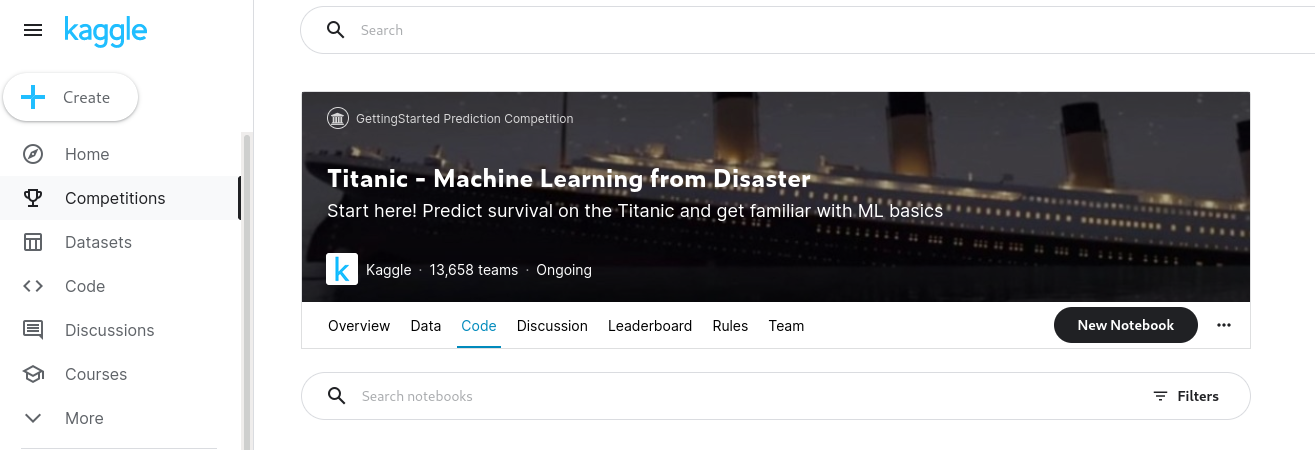 kaggle
Search
Create
Home
Competitions
Datasets
Code
Discussions
Courses
More
GettingStarted Prediction Competition
Titanic - Machine Learning from Disaster
Start here! Predict survival on the Titanic and get familiar with ML basics
k Kaggle · 13,658 teams · Ongoing
Overview Data Code Discussion Leaderboard Rules Team New Notebook
Search notebooks Filters